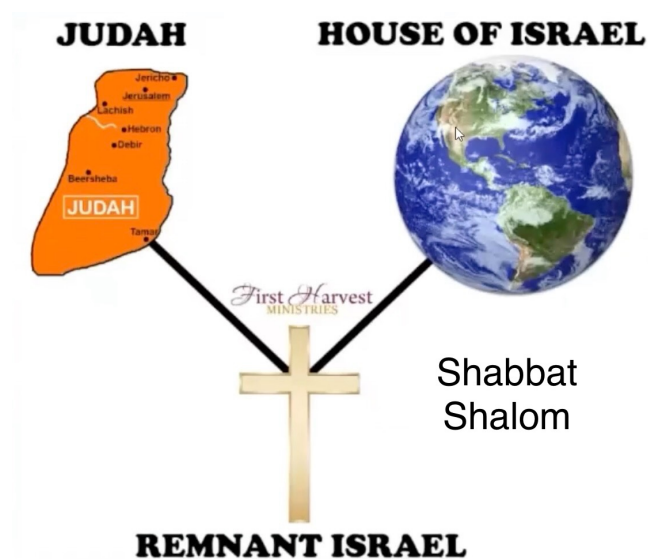 JUDAH
HOUSE OF ISRAEL
Jericho
Jerusalem
Lachish
Hebron
Debir
Beersheba
JUDAH
Tamar
First Harvest
MINISTRIES
Shabbat
Shalom
REMNANT ISRAEL